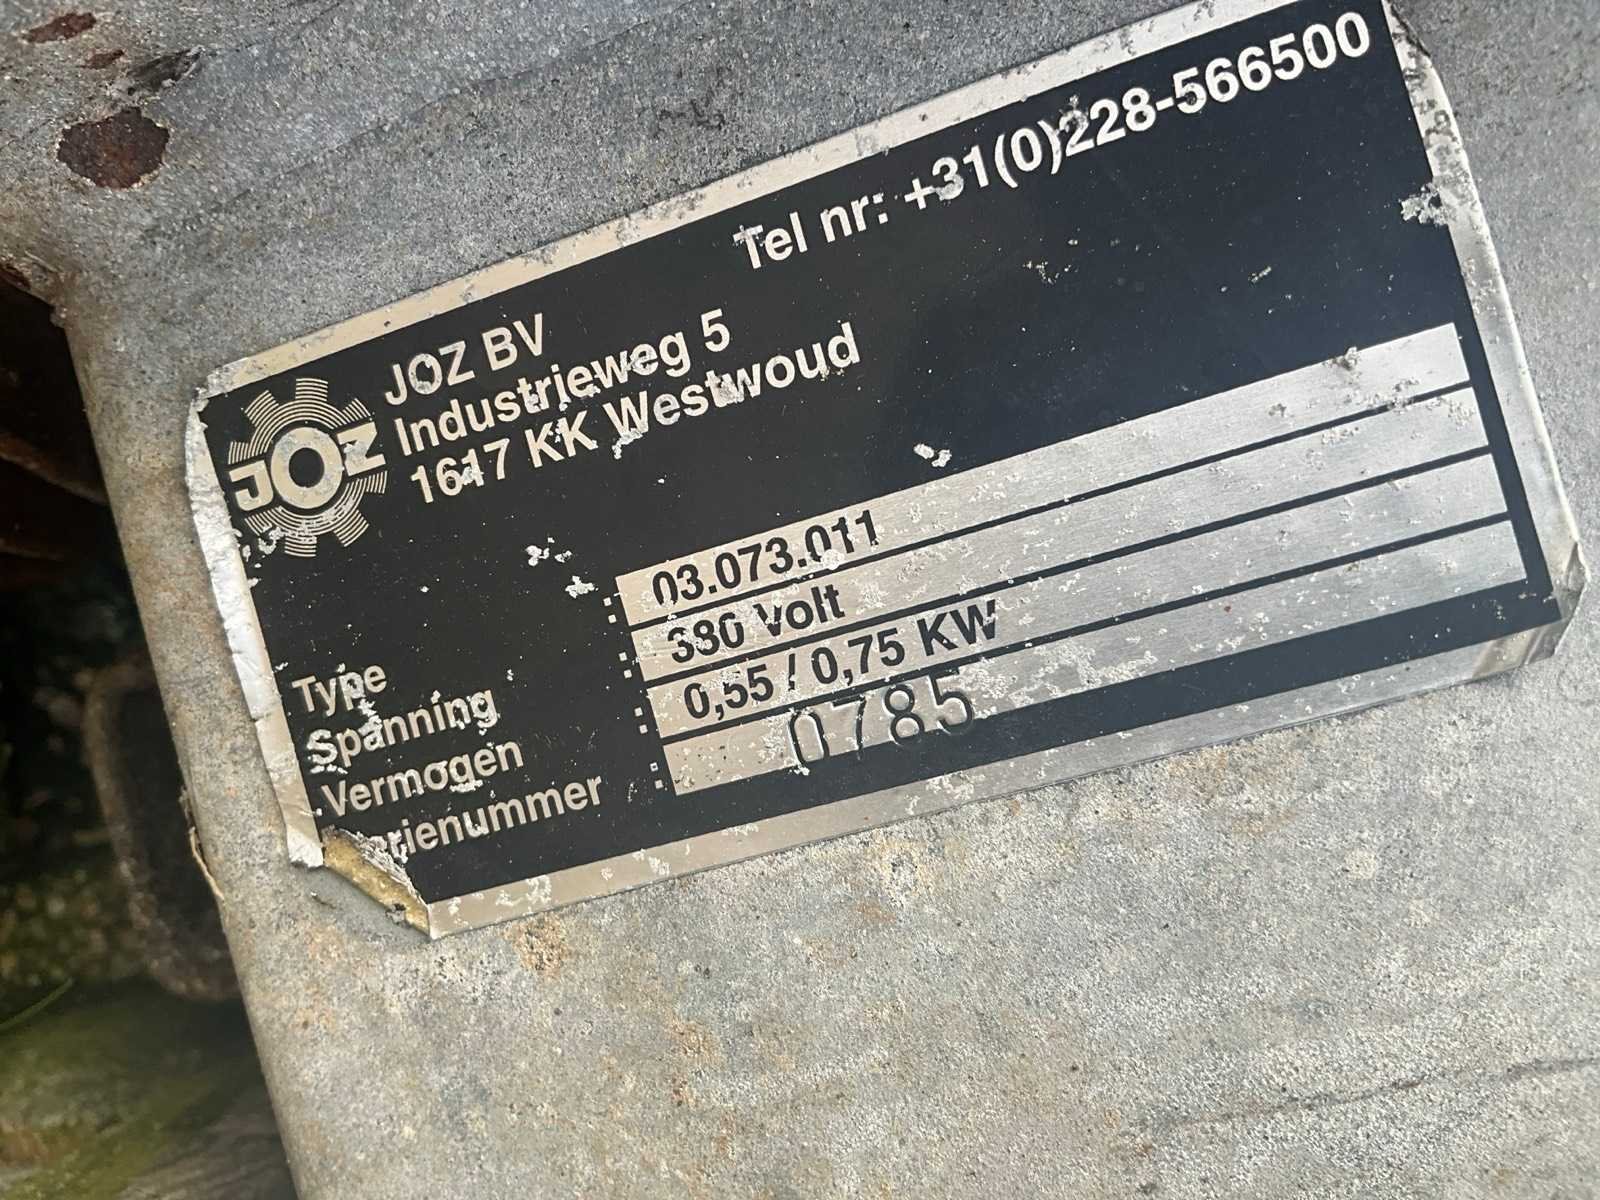 Tel nr: +31(0)228-566500
JOZ
JOZ BV
Industrieweg 5
1617 KK Westwoud
Type : 03.073.011
Spanning : 380 Volt
Vermogen : 0,55 / 0,75 KW
erienummer : 0785